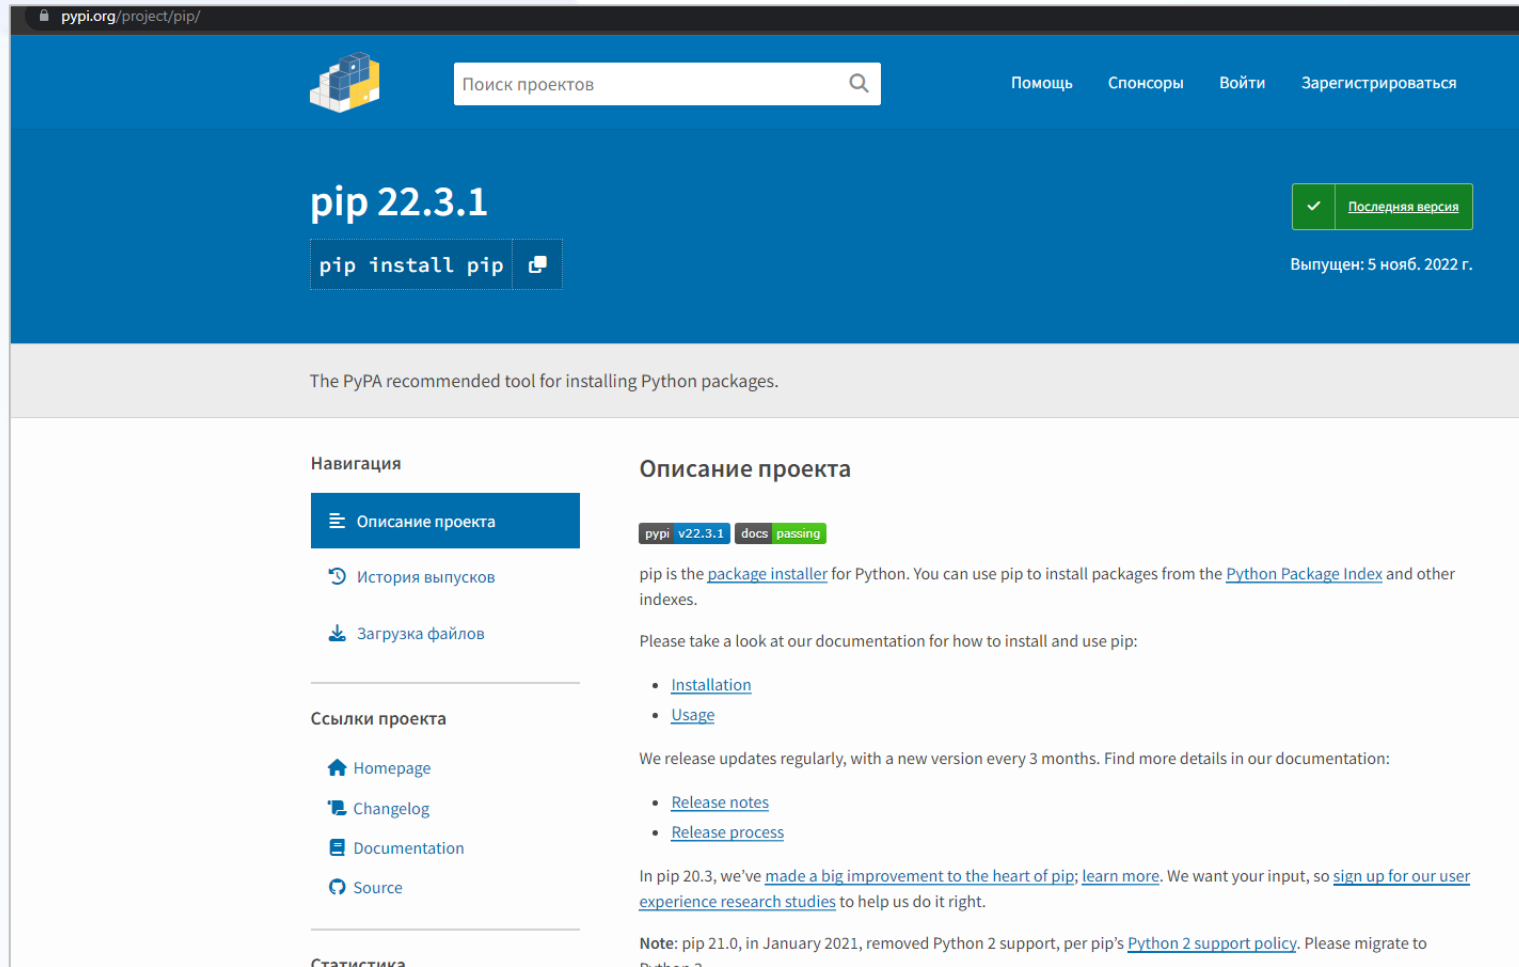 pypi.org/project/pip/
Поиск проектов
Помощь
Спонсоры
Войти
Зарегистрироваться
pip 22.3.1
pip install pip
Последняя версия
Выпущен: 5 нояб. 2022 г.
The PyPA recommended tool for installing Python packages.
Навигация
Описание проекта
История выпусков
Загрузка файлов
Ссылки проекта
Homepage
Changelog
Documentation
Source
Статистика
Описание проекта
pypi v22.3.1 docs passing
pip is the package installer for Python. You can use pip to install packages from the Python Package Index and other
indexes.
Please take a look at our documentation for how to install and use pip:
• Installation
• Usage
We release updates regularly, with a new version every 3 months. Find more details in our documentation:
• Release notes
• Release process
In pip 20.3, we've made a big improvement to the heart of pip; learn more. We want your input, so sign up for our user
experience research studies to help us do it right.
Note: pip 21.0, in January 2021, removed Python 2 support, per pip's Python 2 support policy. Please migrate to
Python 3.